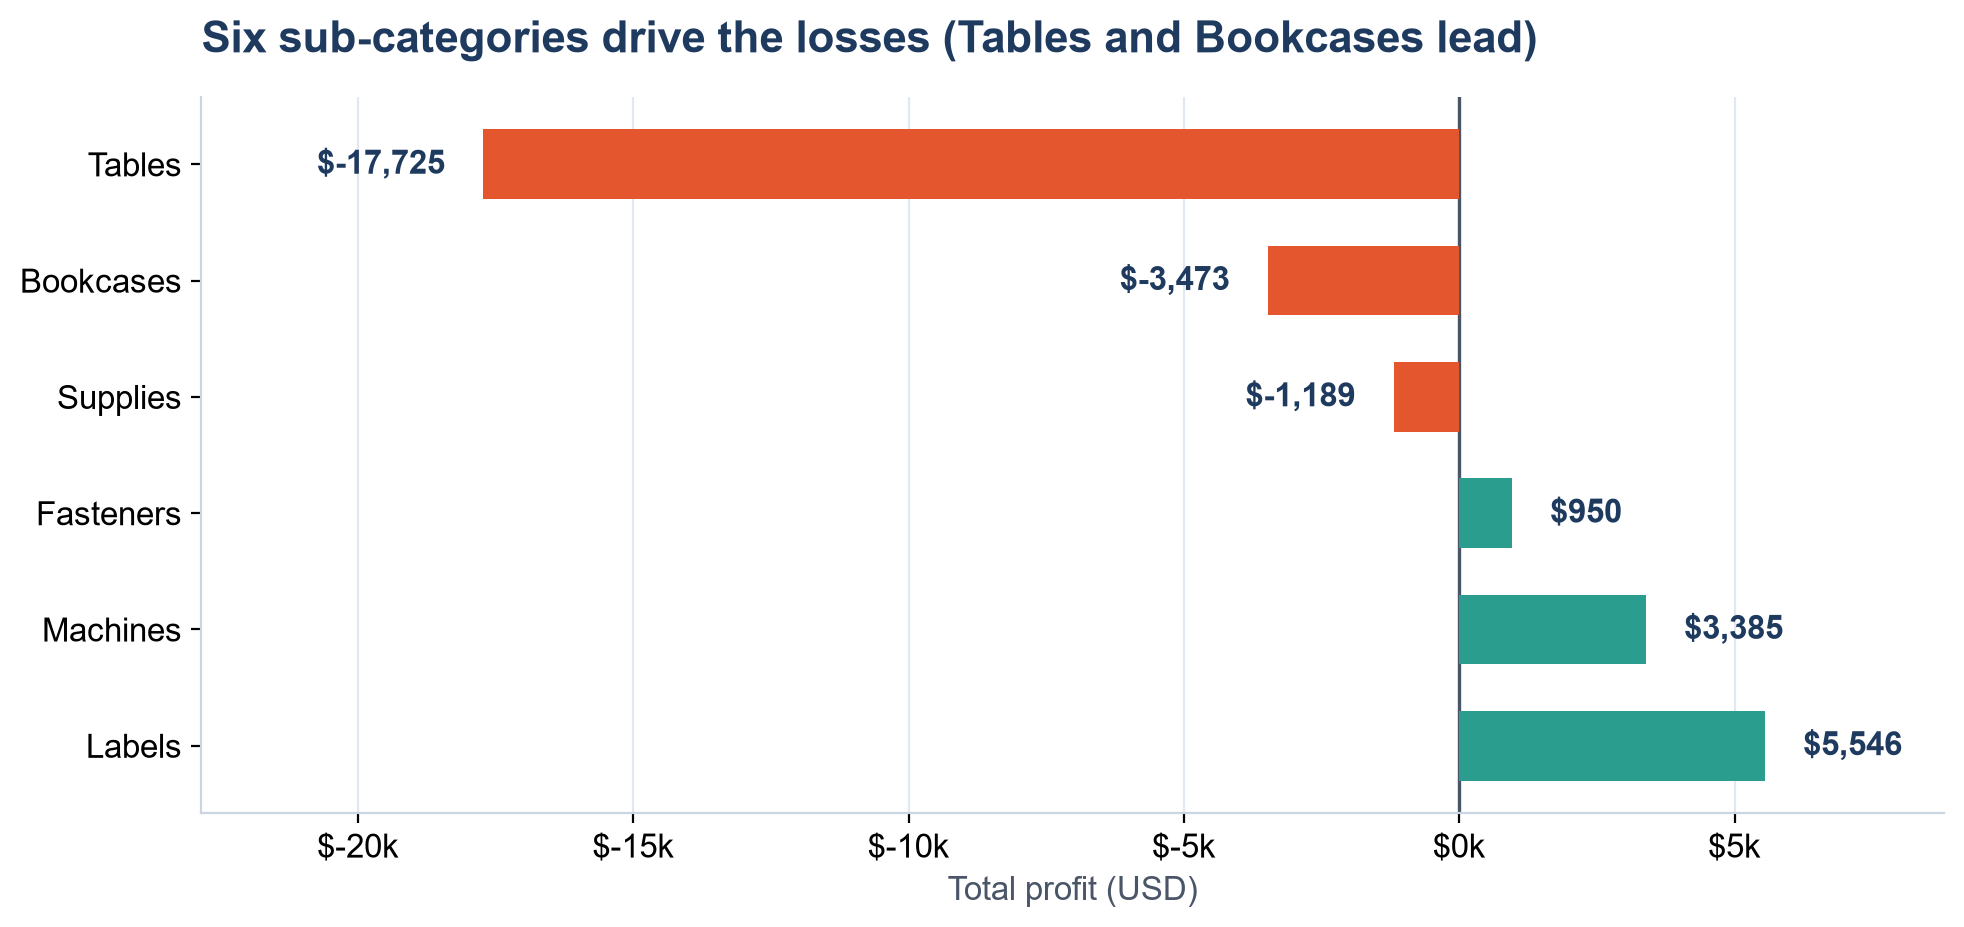 Six sub-categories drive the losses (Tables and Bookcases lead)
Tables
$-17,725
Bookcases
$-3,473
Supplies
$-1,189
Fasteners
$950
Machines
$3,385
Labels
$5,546
$-20k $-15k $-10k $-5k $0k $5k
Total profit (USD)